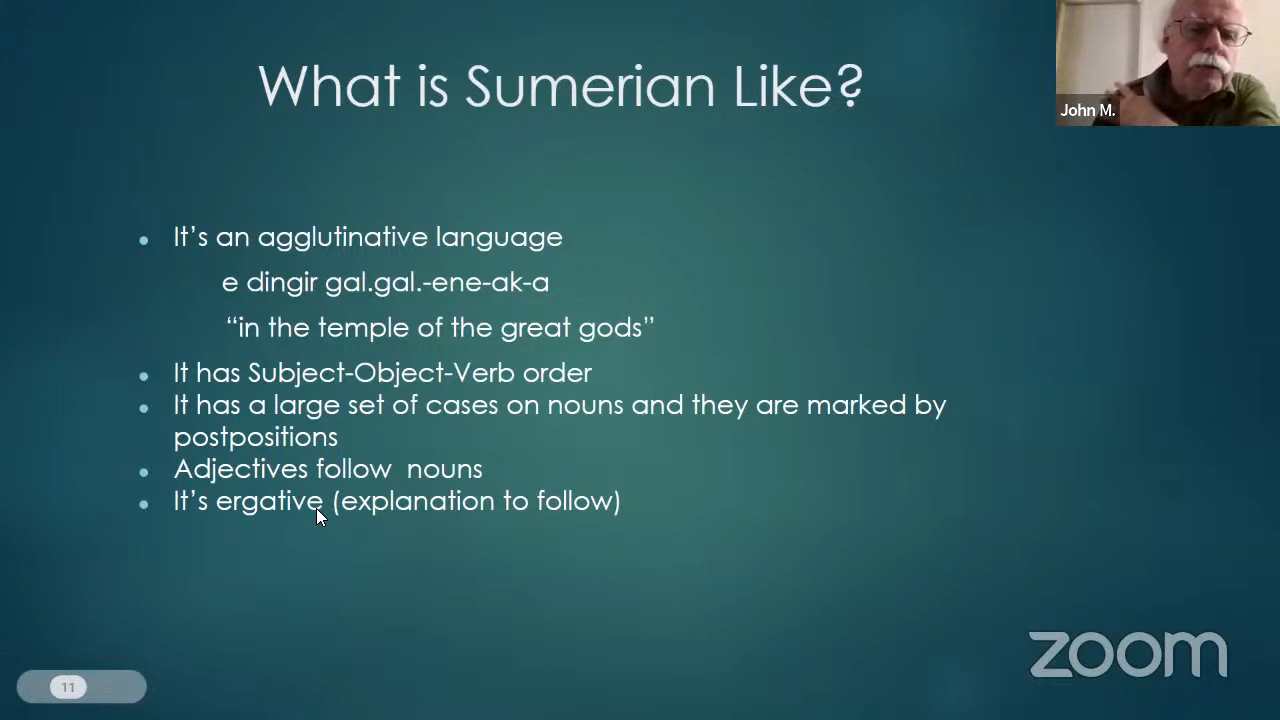 What is Sumerian Like?
John M.
It’s an agglutinative language
e dingir gal.gal.-ene-ak-a
“in the temple of the great gods”
It has Subject-Object-Verb order
It has a large set of cases on nouns and they are marked by
postpositions
Adjectives follow  nouns
It’s ergative (explanation to follow)
zoom
11